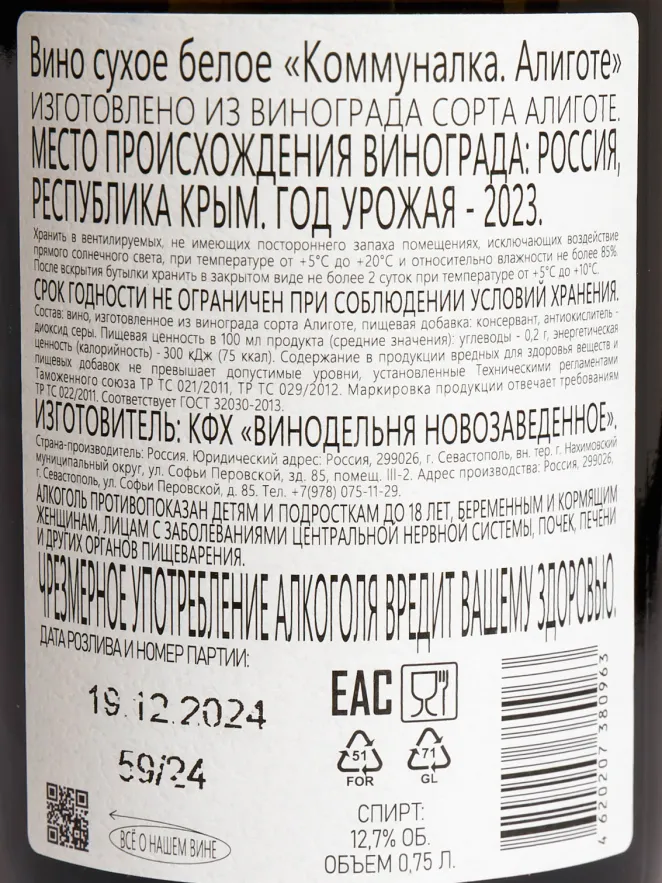 Вино сухое белое «Коммуналка. Алиготе»
ИЗГОТОВЛЕНО ИЗ ВИНОГРАДА СОРТА АЛИГОТЕ.
МЕСТО ПРОИСХОЖДЕНИЯ ВИНОГРАДА: РОССИЯ,
РЕСПУБЛИКА КРЫМ. ГОД УРОЖАЯ - 2023.
Хранить в вентилируемых, не имеющих постороннего запаха помещениях, исключающих воздействие
прямого солнечного света, при температуре от +5°С до +20°С и относительно влажности не более 85%.
После вскрытия бутылки хранить в закрытом виде не более 2 суток при температуре от +5°С до +10°С.
СРОК ГОДНОСТИ НЕ ОГРАНИЧЕН ПРИ СОБЛЮДЕНИИ УСЛОВИЙ ХРАНЕНИЯ.
Состав: вино, изготовленное из винограда сорта Алиготе, пищевая добавка: консервант, антиокислитель -
диоксид серы. Пищевая ценность в 100 мл продукта (средние значения): углеводы - 0,2 г, энергетическая
ценность (калорийность) - 300 кДж (75 ккал). Содержание в продукции вредных для здоровья веществ и
пищевых добавок не превышает допустимые уровни, установленные Техническими регламентами
Таможенного союза ТР ТС 021/2011, ТР ТС 029/2012. Маркировка продукции отвечает требованиям
ТР ТС 022/2011. Соответствует ГОСТ 32030-2013.
ИЗГОТОВИТЕЛЬ: КФХ «ВИНОДЕЛЬНЯ НОВОЗАВЕДЕННОЕ»,
Страна-производитель: Россия. Юридический адрес: Россия, 299026, г. Севастополь, вн. тер. г. Нахимовский
муниципальный округ, ул. Софьи Перовской, зд. 85, помещ. III-2. Адрес производства: Россия, 299026,
г. Севастополь, ул. Софьи Перовской, д. 85. Тел. +7(978) 075-11-29.
АЛКОГОЛЬ ПРОТИВОПОКАЗАН ДЕТЯМ И ПОДРОСТКАМ ДО 18 ЛЕТ, БЕРЕМЕННЫМ И КОРМЯЩИМ
ЖЕНЩИНАМ, ЛИЦАМ С ЗАБОЛЕВАНИЯМИ ЦЕНТРАЛЬНОЙ НЕРВНОЙ СИСТЕМЫ, ПОЧЕК, ПЕЧЕНИ
И ДРУГИХ ОРГАНОВ ПИЩЕВАРЕНИЯ.
ЧРЕЗМЕРНОЕ УПОТРЕБЛЕНИЕ АЛКОГОЛЯ ВРЕДИТ ВАШЕМУ ЗДОРОВЬЮ.
ДАТА РОЗЛИВА И НОМЕР ПАРТИИ:
19.12.2024
59/24
ВСЁ О НАШЕМ ВИНЕ
EAC
51
FOR
71
GL
СПИРТ:
12,7% ОБ.
ОБЪЕМ 0,75 Л.
4 620207 380963